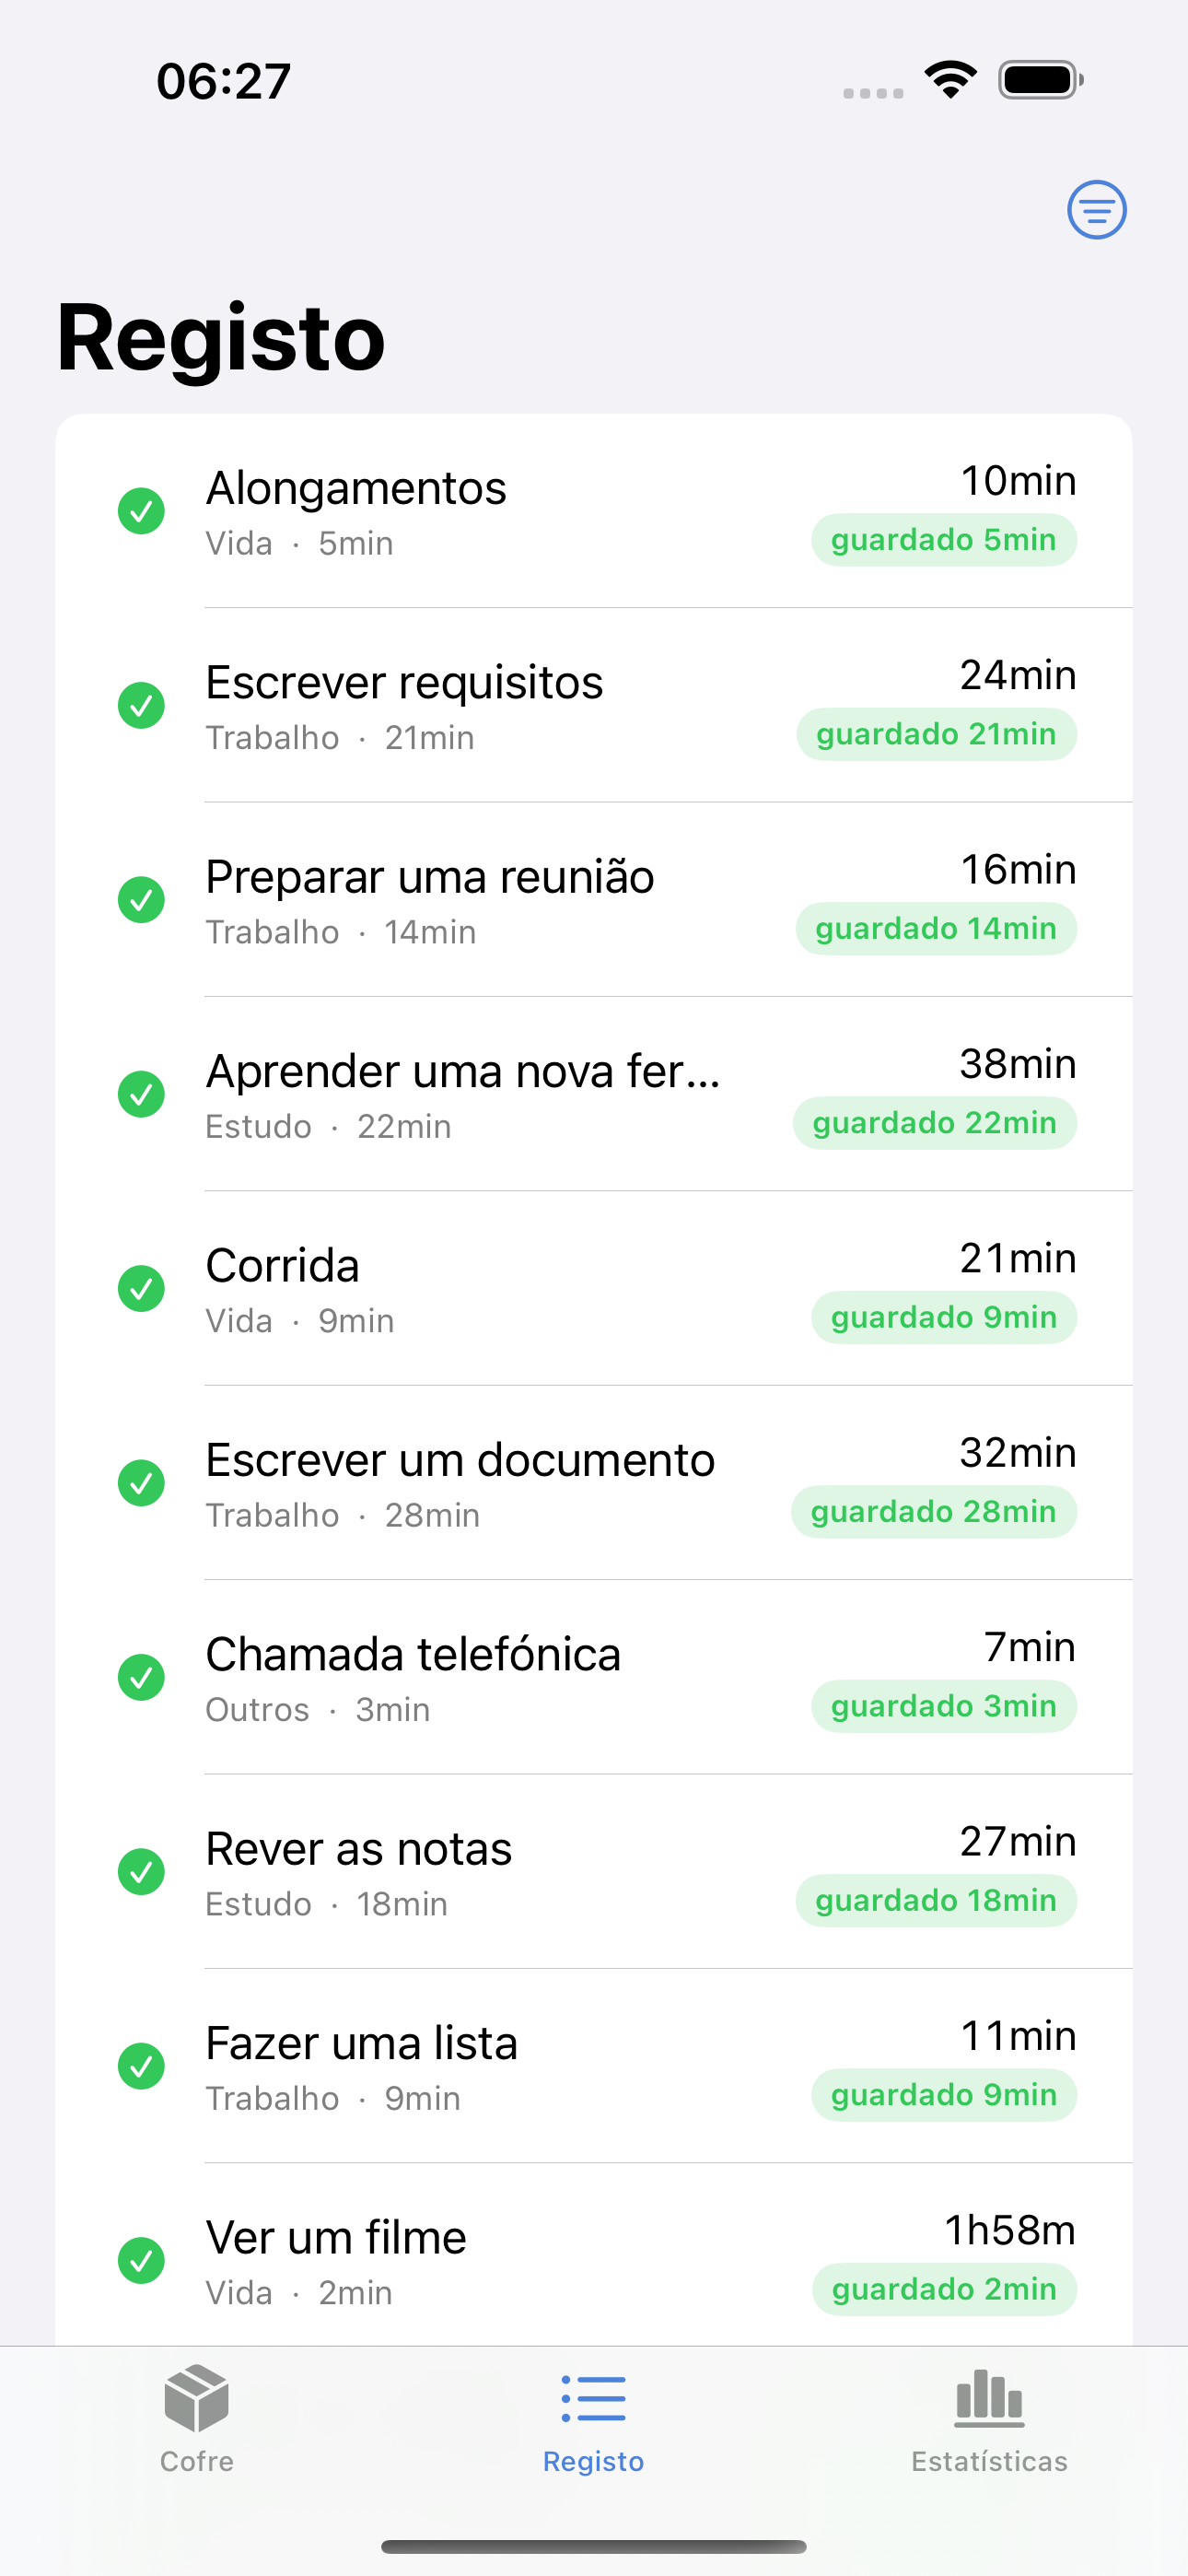 06:27
Registo
Alongamentos
10min
Vida · 5min
guardado 5min
Escrever requisitos
24min
Trabalho · 21min
guardado 21min
Preparar uma reunião
16min
Trabalho · 14min
guardado 14min
Aprender uma nova fer...
38min
Estudo · 22min
guardado 22min
Corrida
21min
Vida · 9min
guardado 9min
Escrever um documento
32min
Trabalho · 28min
guardado 28min
Chamada telefónica
7min
Outros · 3min
guardado 3min
Rever as notas
27min
Estudo · 18min
guardado 18min
Fazer uma lista
11min
Trabalho · 9min
guardado 9min
Ver um filme
1h58m
Vida · 2min
guardado 2min
Cofre
Registo
Estatísticas